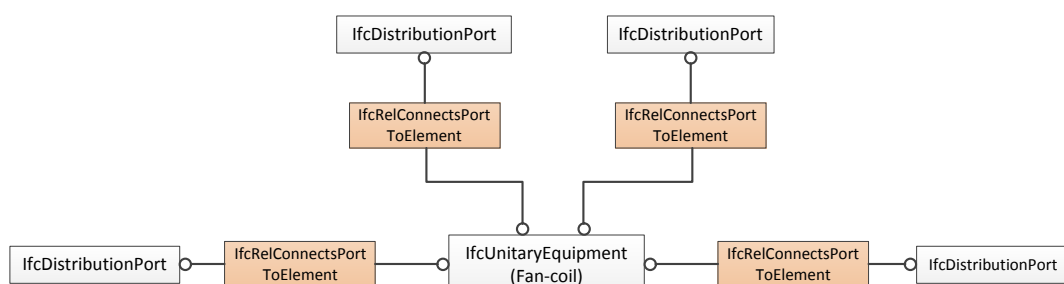 IfcDistributionPort
IfcDistributionPort
IfcRelConnectsPort
ToElement
IfcRelConnectsPort
ToElement
IfcDistributionPort
IfcRelConnectsPort
ToElement
IfcUnitaryEquipment
(Fan-coil)
IfcRelConnectsPort
ToElement
IfcDistributionPort